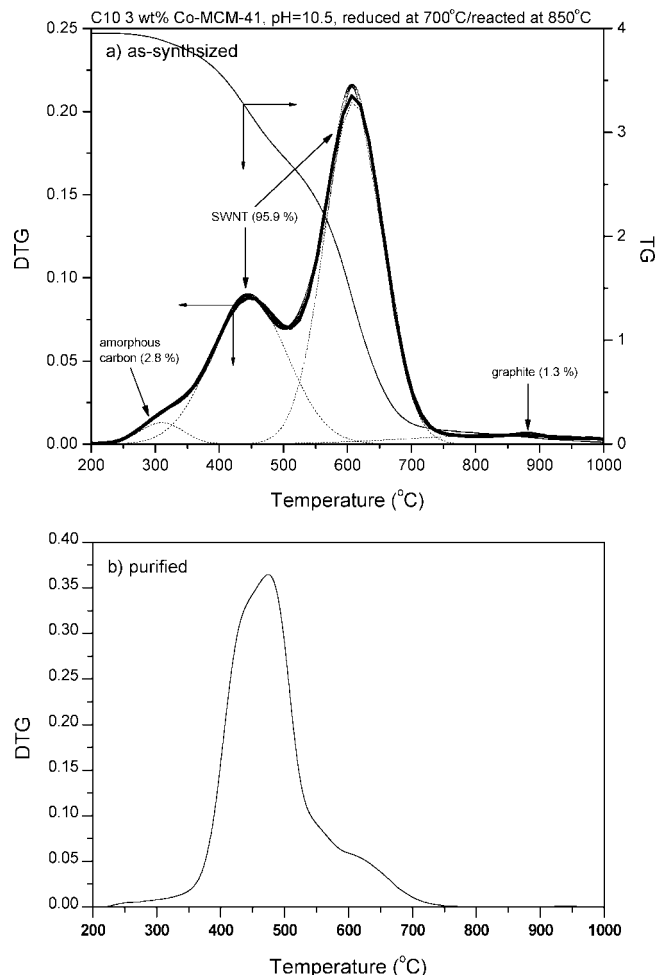 C10 3 wt% Co-MCM-41, pH=10.5, reduced at 700°C/reacted at 850°C
a) as-synthsized
0.25
0.20
0.15
0.10
0.05
0.00
DTG
4
3
2
1
0
TG
SWNT (95.9 %)
amorphous
carbon (2.8 %)
graphite (1.3 %)
200 300 400 500 600 700 800 900 1000
Temperature (°C)
b) purified
0.40
0.35
0.30
0.25
0.20
0.15
0.10
0.05
0.00
DTG
200 300 400 500 600 700 800 900 1000
Temperature (°C)